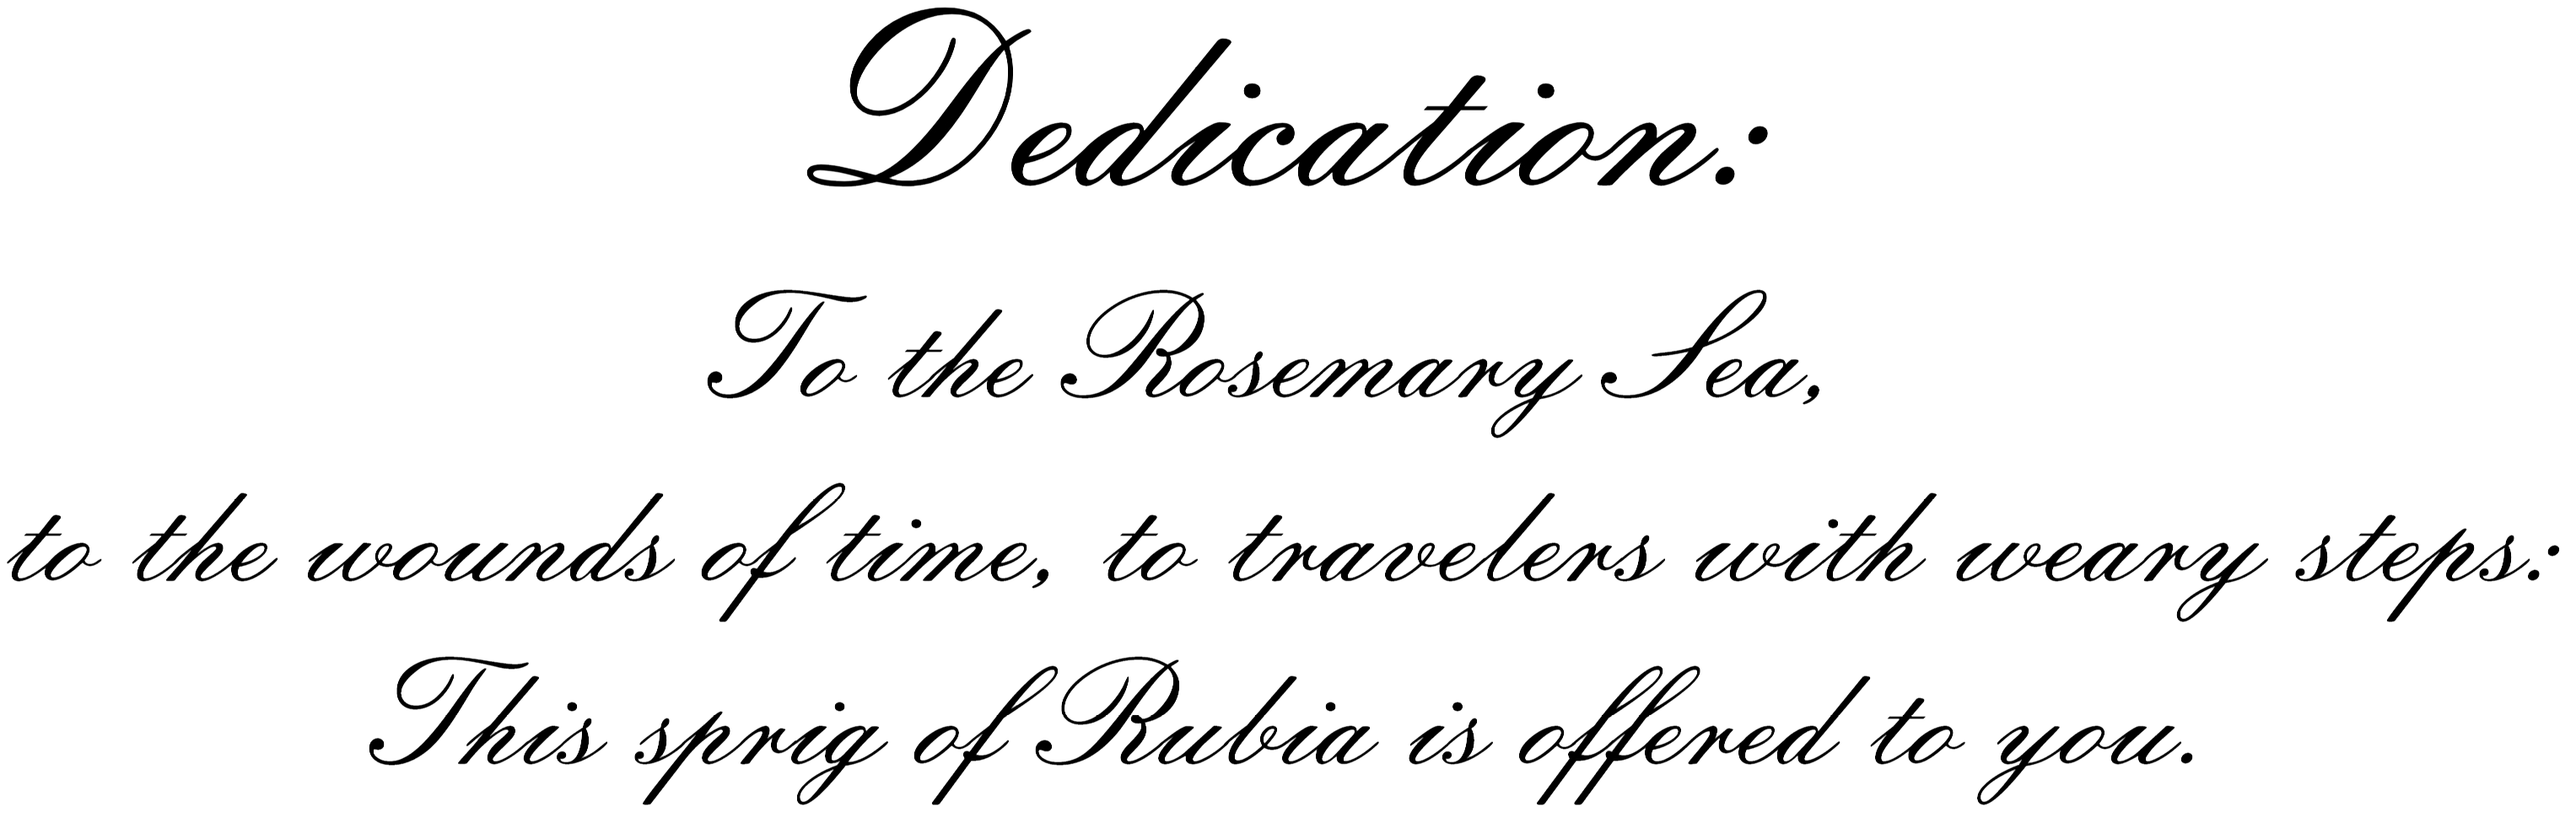 Dedication:
To the Rosemary Sea,
to the wounds of time, to travelers with weary steps:
This sprig of Rubia is offered to you.